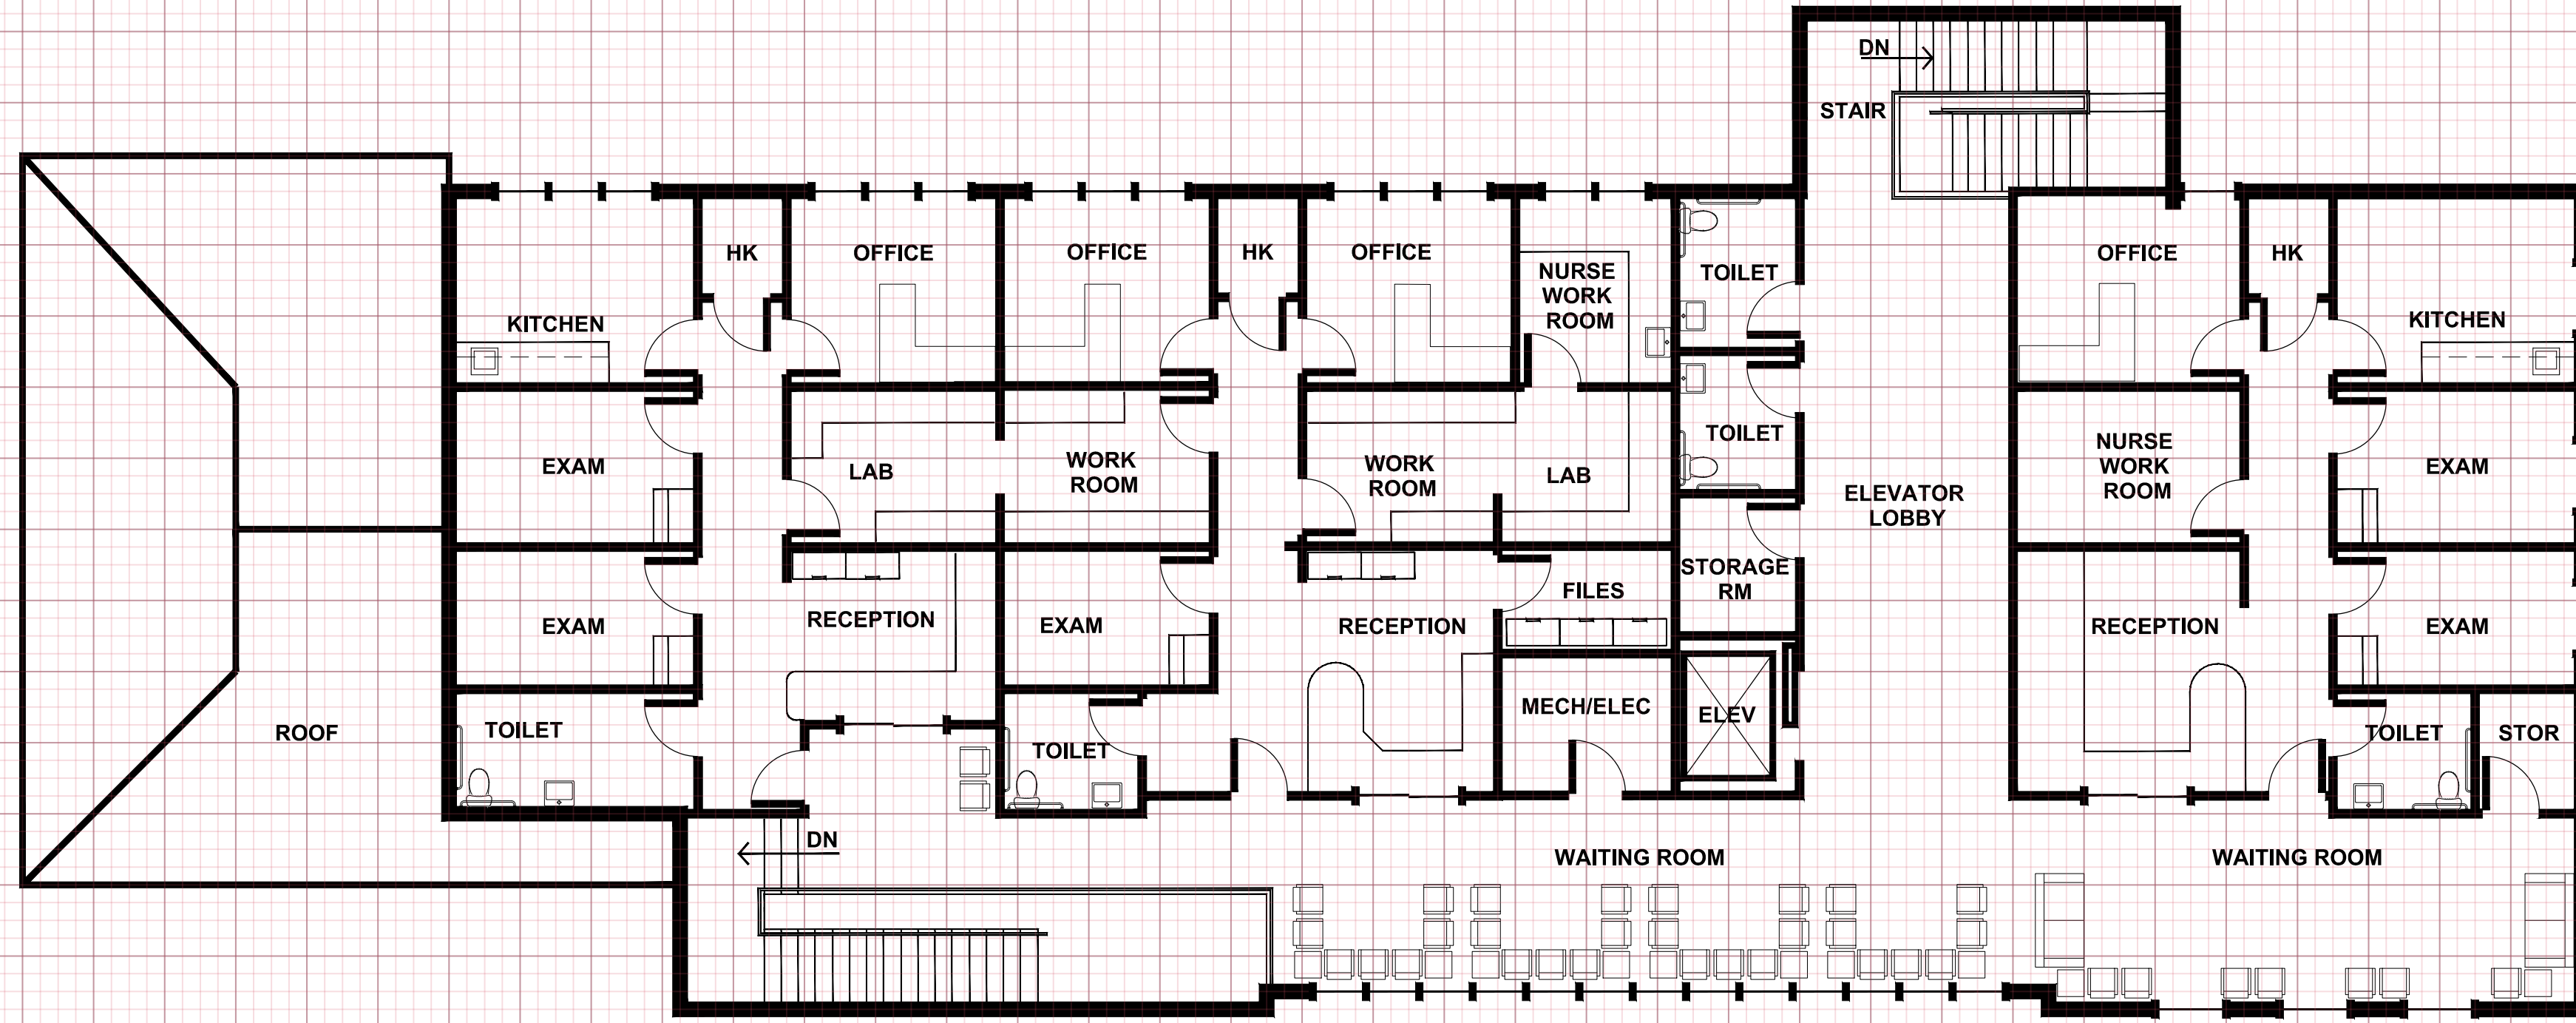 DN
STAIR
HK
OFFICE
OFFICE
HK
OFFICE
NURSE
WORK
ROOM
TOILET
OFFICE
HK
KITCHEN
KITCHEN
EXAM
LAB
WORK
ROOM
WORK
ROOM
LAB
TOILET
ELEVATOR
LOBBY
NURSE
WORK
ROOM
EXAM
EXAM
RECEPTION
EXAM
RECEPTION
FILES
STORAGE
RM
RECEPTION
EXAM
ROOF
TOILET
TOILET
MECH/ELEC
ELEV
TOILET
STOR
DN
WAITING ROOM
WAITING ROOM